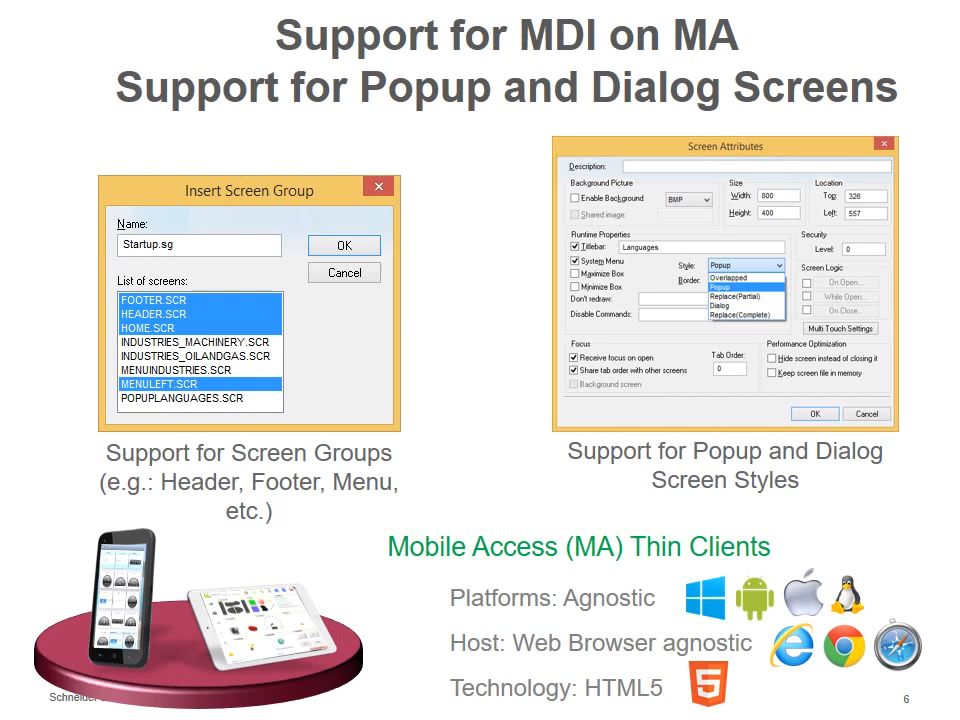 Support for MDI on MA
Support for Popup and Dialog Screens
Insert Screen Group
Name:
Startup.sg
OK
Cancel
List of screens:
FOOTER.SCR
HEADER.SCR
HOME.SCR
INDUSTRIES_MACHINERY.SCR
INDUSTRIES_OILANDGAS.SCR
MENUINDUSTRIES.SCR
MENULEFT.SCR
POPUPLANGUAGES.SCR
Support for Screen Groups
(e.g.: Header, Footer, Menu,
etc.)
Screen Attributes
Description:
Background Picture
Enable Background
BMP
Shared image:
Size
Width: 800
Height: 400
Location
Top: 326
Left: 557
Runtime Properties
Titlebar: Languages
System Menu
Maximize Box
Minimize Box
Style: Popup
Border:
Overlapped
Popup
Replace(Partial)
Dialog
Replace(Complete)
Don't redraw:
Disable Commands:
Security
Level: 0
Screen Logic
On Open...
While Open...
On Close...
Multi Touch Settings
Focus
Receive focus on open
Share tab order with other screens
Background screen
Tab Order:
0
Performance Optimization
Hide screen instead of closing it
Keep screen file in memory
OK
Cancel
Support for Popup and Dialog
Screen Styles
Mobile Access (MA) Thin Clients
Platforms: Agnostic
Host: Web Browser agnostic
Technology: HTML5
5
Schneider
6